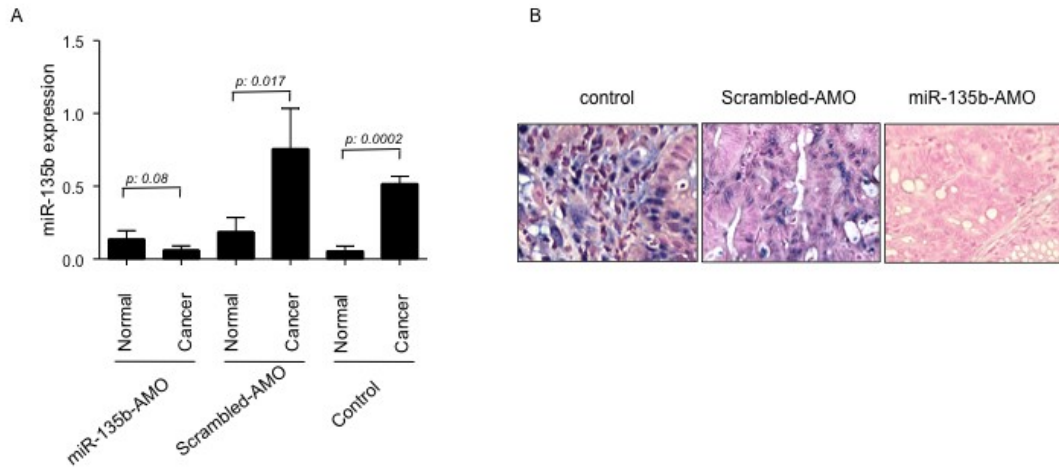 A
miR-135b expression
1.5
1.0
0.5
0.0
p: 0.08
p: 0.017
p: 0.0002
Normal
Cancer
Normal
Cancer
Normal
Cancer
miR-135b-AMO
Scrambled-AMO
Control
B
control
Scrambled-AMO
miR-135b-AMO